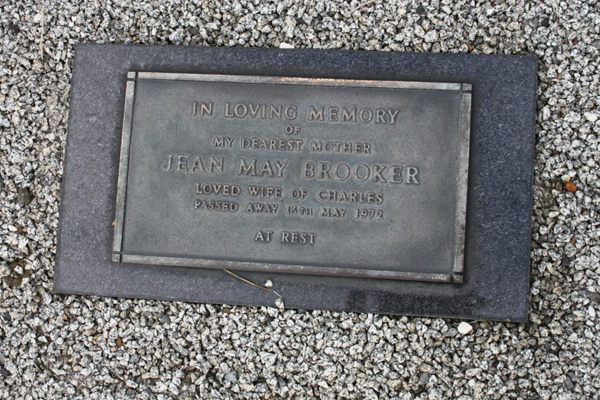 IN LOVING MEMORY
OF
MY DEAREST MOTHER
JEAN MAY BROOKER
LOVED WIFE OF CHARLES
PASSED AWAY MAY 1972
AT REST